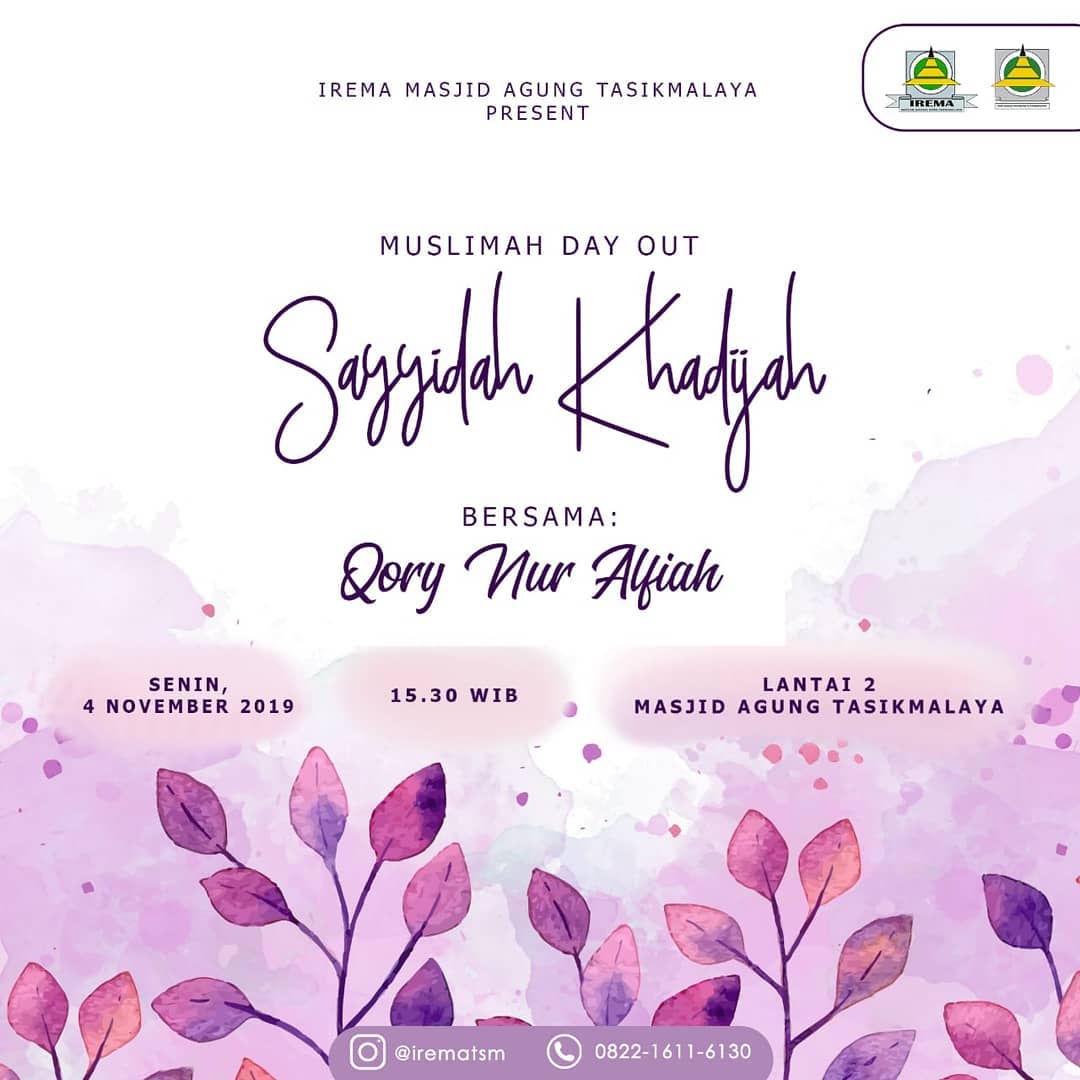 IREMA MASJID AGUNG TASIKMALAYA
PRESENT
IREMA
MUSLIMAH DAY OUT
Sayyidah Khadijah
BERSAMA:
Qory Nur Alfiah
SENIN,
4 NOVEMBER 2019
15.30 WIB
LANTAI 2
MASJID AGUNG TASIKMALAYA
@irematsm
0822-1611-6130